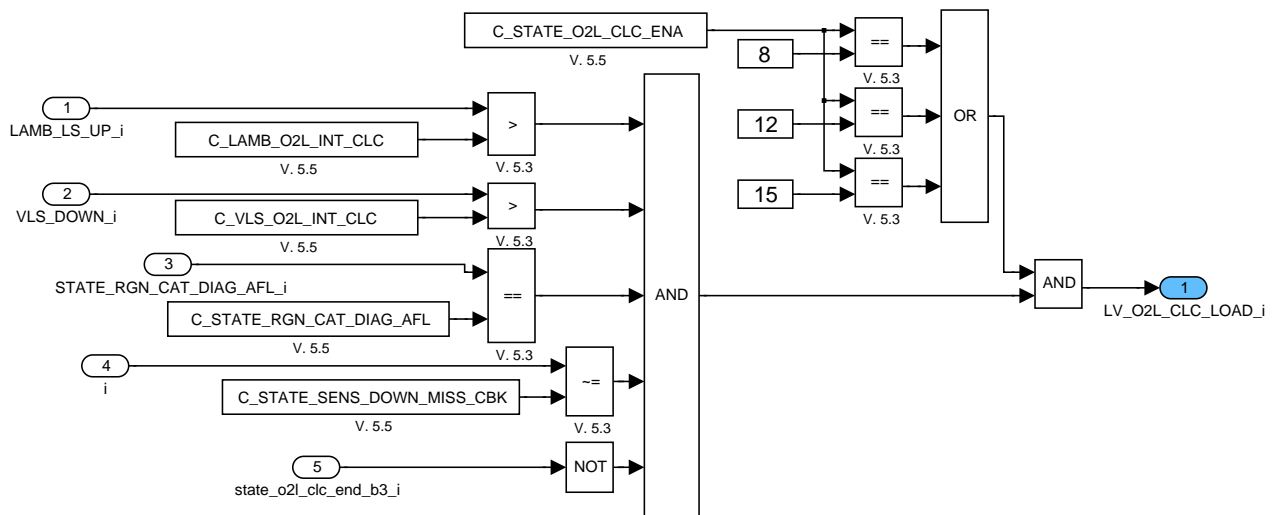 C_STATE_O2L_CLC_ENA
V. 5.5
==
V. 5.3
8
==
V. 5.3
12
==
V. 5.3
15
OR
1
LAMB_LS_UP_i
C_LAMB_O2L_INT_CLC
V. 5.5
>
V. 5.3
2
VLS_DOWN_i
C_VLS_O2L_INT_CLC
V. 5.5
>
V. 5.3
3
STATE_RGN_CAT_DIAG_AFL_i
C_STATE_RGN_CAT_DIAG_AFL
V. 5.5
==
V. 5.3
4
i
C_STATE_SENS_DOWN_MISS_CBK
V. 5.5
~=
V. 5.3
5
state_o2l_clc_end_b3_i
NOT
AND
AND
1
LV_O2L_CLC_LOAD_i